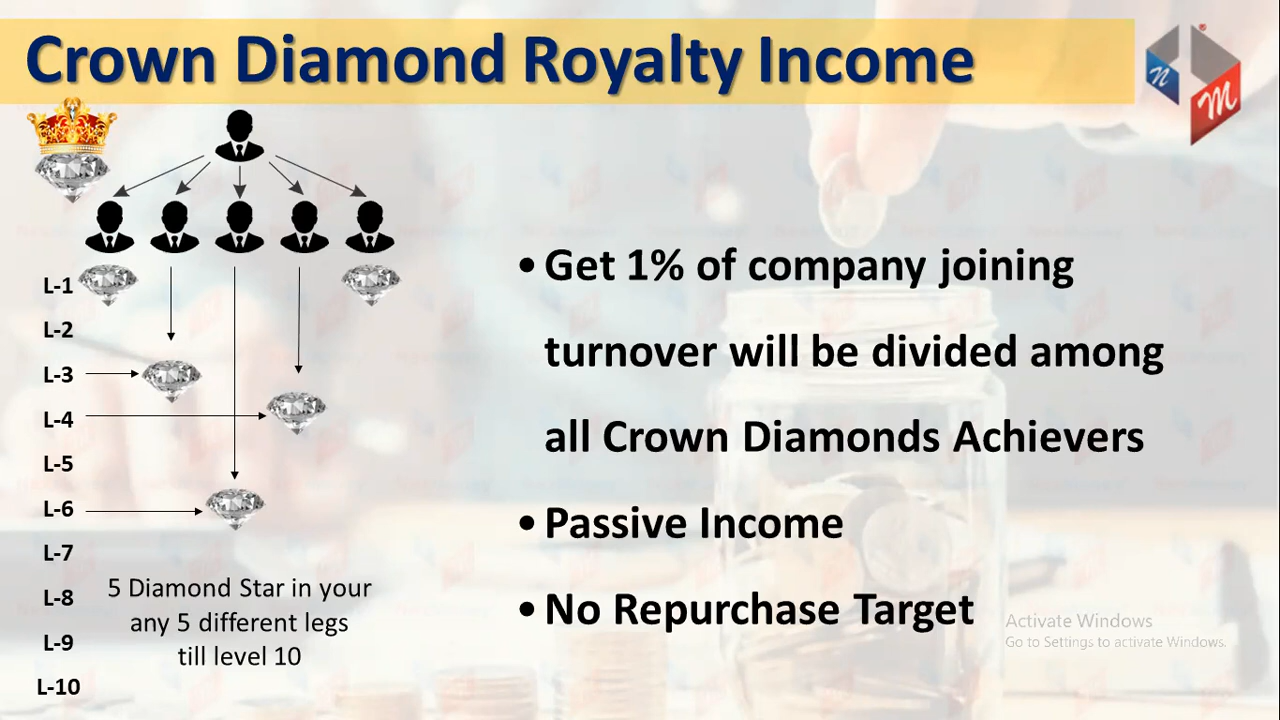 Crown Diamond Royalty Income
n
M
L-1
L-2
L-3
L-4
L-5
L-6
L-7
L-8
L-9
L-10
5 Diamond Star in your
any 5 different legs
till level 10
• Get 1% of company joining
turnover will be divided among
all Crown Diamonds Achievers
• Passive Income
• No Repurchase Target
Activate Windows
Go to Settings to activate Windows.